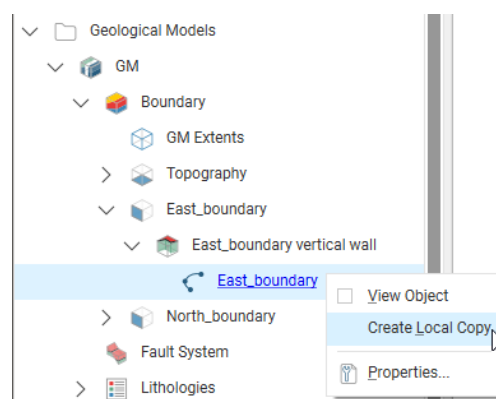 Geological Models
GM
Boundary
GM Extents
Topography
East_boundary
East_boundary vertical wall
East_boundary
View Object
North_boundary
Create Local Copy
Fault System
Properties...
Lithologies